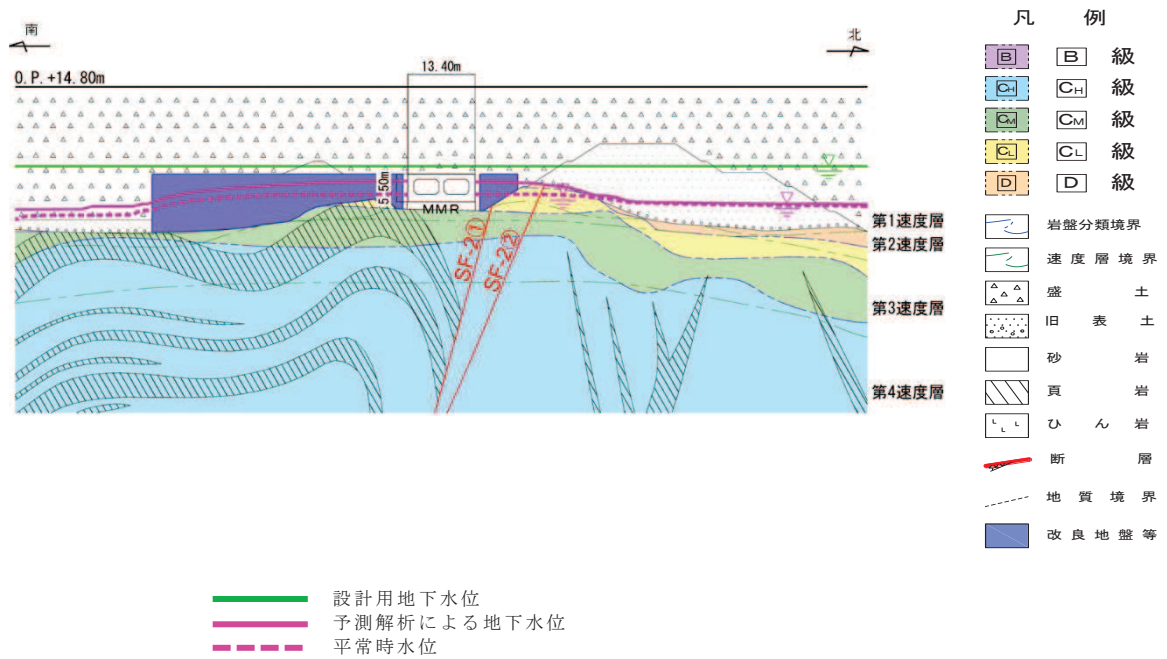 南
北
13.40m
O.P.+14.80m
5.50m
MMR
SF-2①
SF-2②
第1速度層
第2速度層
第3速度層
第4速度層
凡 例
B B 級
CH CH 級
CM CM 級
CL CL 級
D D 級
岩盤分類境界
速度層境界
盛土
旧表土
砂岩
頁岩
ひん岩
断層
地質境界
改良地盤等
設計用地下水位
予測解析による地下水位
平常時水位